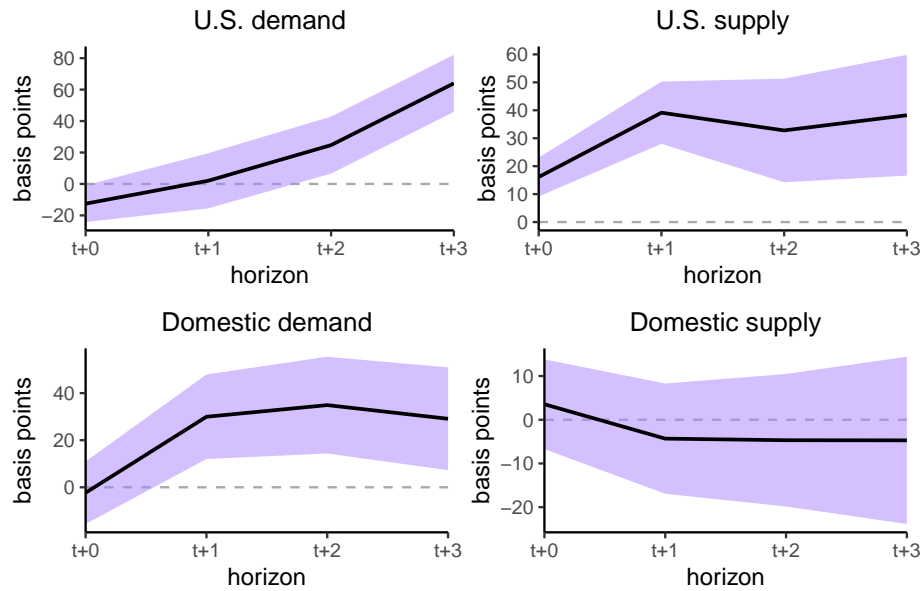 U.S. demand
basis points
80
60
40
20
0
−20
t+0 t+1 t+2 t+3
horizon
U.S. supply
basis points
60
50
40
30
20
10
0
t+0 t+1 t+2 t+3
horizon
Domestic demand
basis points
40
20
0
t+0 t+1 t+2 t+3
horizon
Domestic supply
basis points
10
0
−10
−20
t+0 t+1 t+2 t+3
horizon